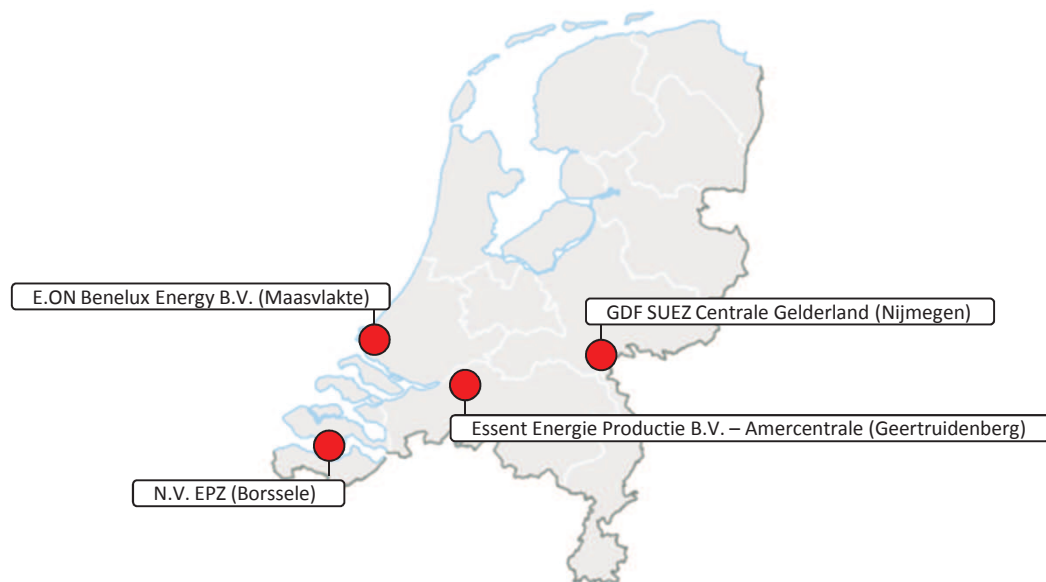 E.ON Benelux Energy B.V. (Maasvlakte)
GDF SUEZ Centrale Gelderland (Nijmegen)
Essent Energie Productie B.V. – Amercentrale (Geertruidenberg)
N.V. EPZ (Borssele)